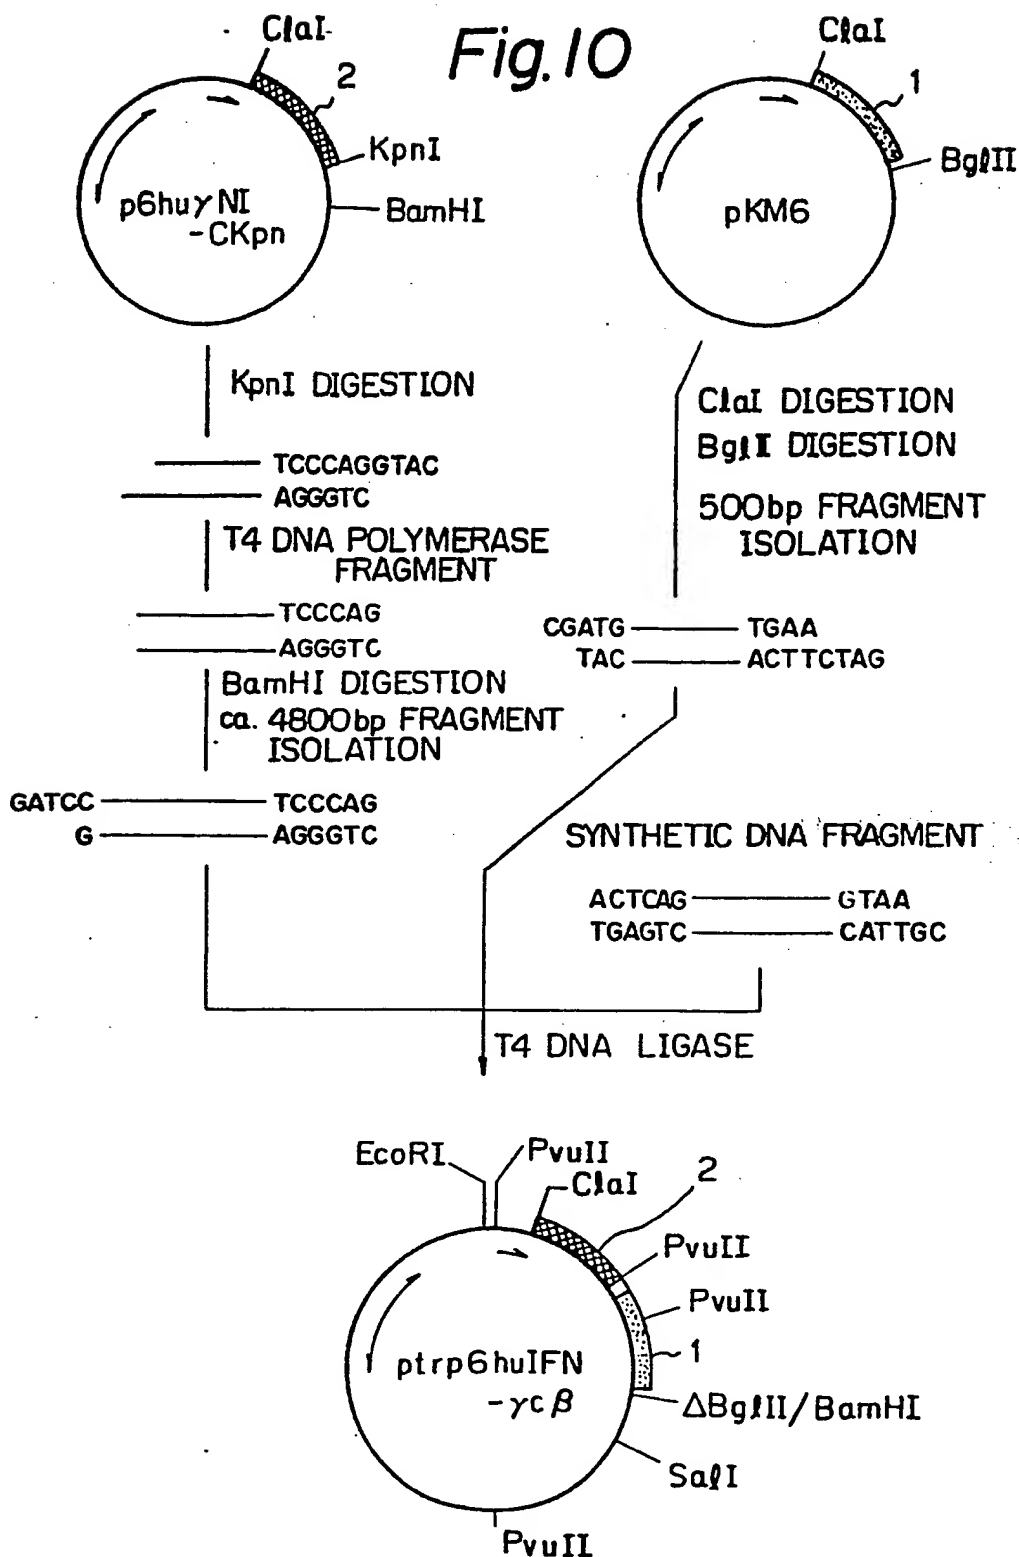 Fig.10
ClaI
2
KpnI
BamHI
p6huγNI
-CKpn
ClaI
1
BglII
pKM6
KpnI DIGESTION
TCCCAGGTAC
AGGGTC
T4 DNA POLYMERASE
FRAGMENT
TCCCAG
AGGGTC
BamHI DIGESTION
ca. 4800bp FRAGMENT
ISOLATION
GATCC TCCCAG
G AGGGTC
ClaI DIGESTION
BglII DIGESTION
500bp FRAGMENT
ISOLATION
CGATG TGAA
TAC ACTTCTAG
SYNTHETIC DNA FRAGMENT
ACTCAG GTAA
TGAGTC CATTGC
T4 DNA LIGASE
EcoRI
PvuII
ClaI
2
PvuII
PvuII
1
ptrp6huIFN
-γcβ
ΔBglII/BamHI
SalI
PvuII